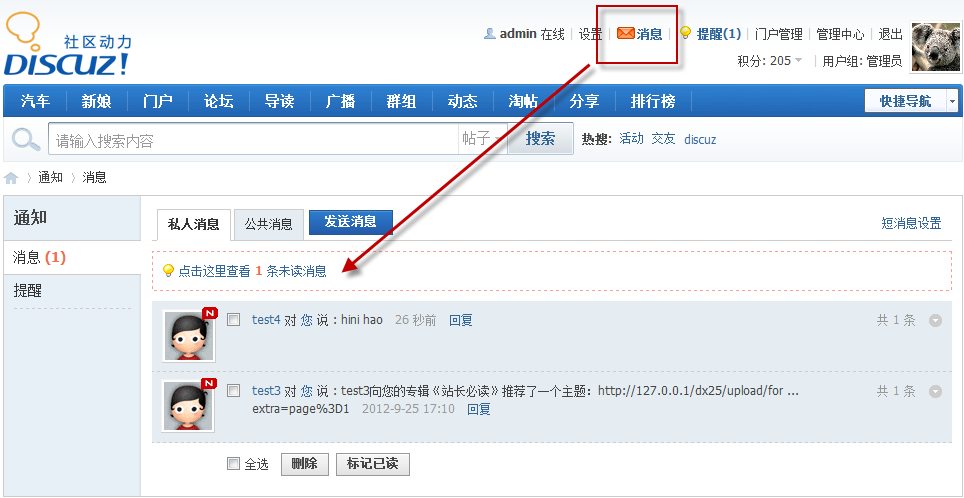 社区动力
DISCUZ!
admin 在线 设置 消息 提醒(1) 门户管理 管理中心 退出
积分: 205 用户组: 管理员
汽车 新娘 门户 论坛 导读 广播 群组 动态 淘帖 分享 排行榜 快捷导航
请输入搜索内容 帖子 搜索 热搜: 活动 交友 discuz
通知 消息
通知
消息 (1)
提醒
私人消息 公共消息 发送消息 短消息设置
点击这里查看 1 条未读消息
N
test4 对 您 说 : hini hao 26 秒前 回复 共 1 条
N
test3 对 您 说 : test3向您的专辑《站长必读》推荐了一个主题: http://127.0.0.1/dx25/upload/for ... 共 1 条
extra=page%3D1 2012-9-25 17:10 回复
全选 删除 标记已读